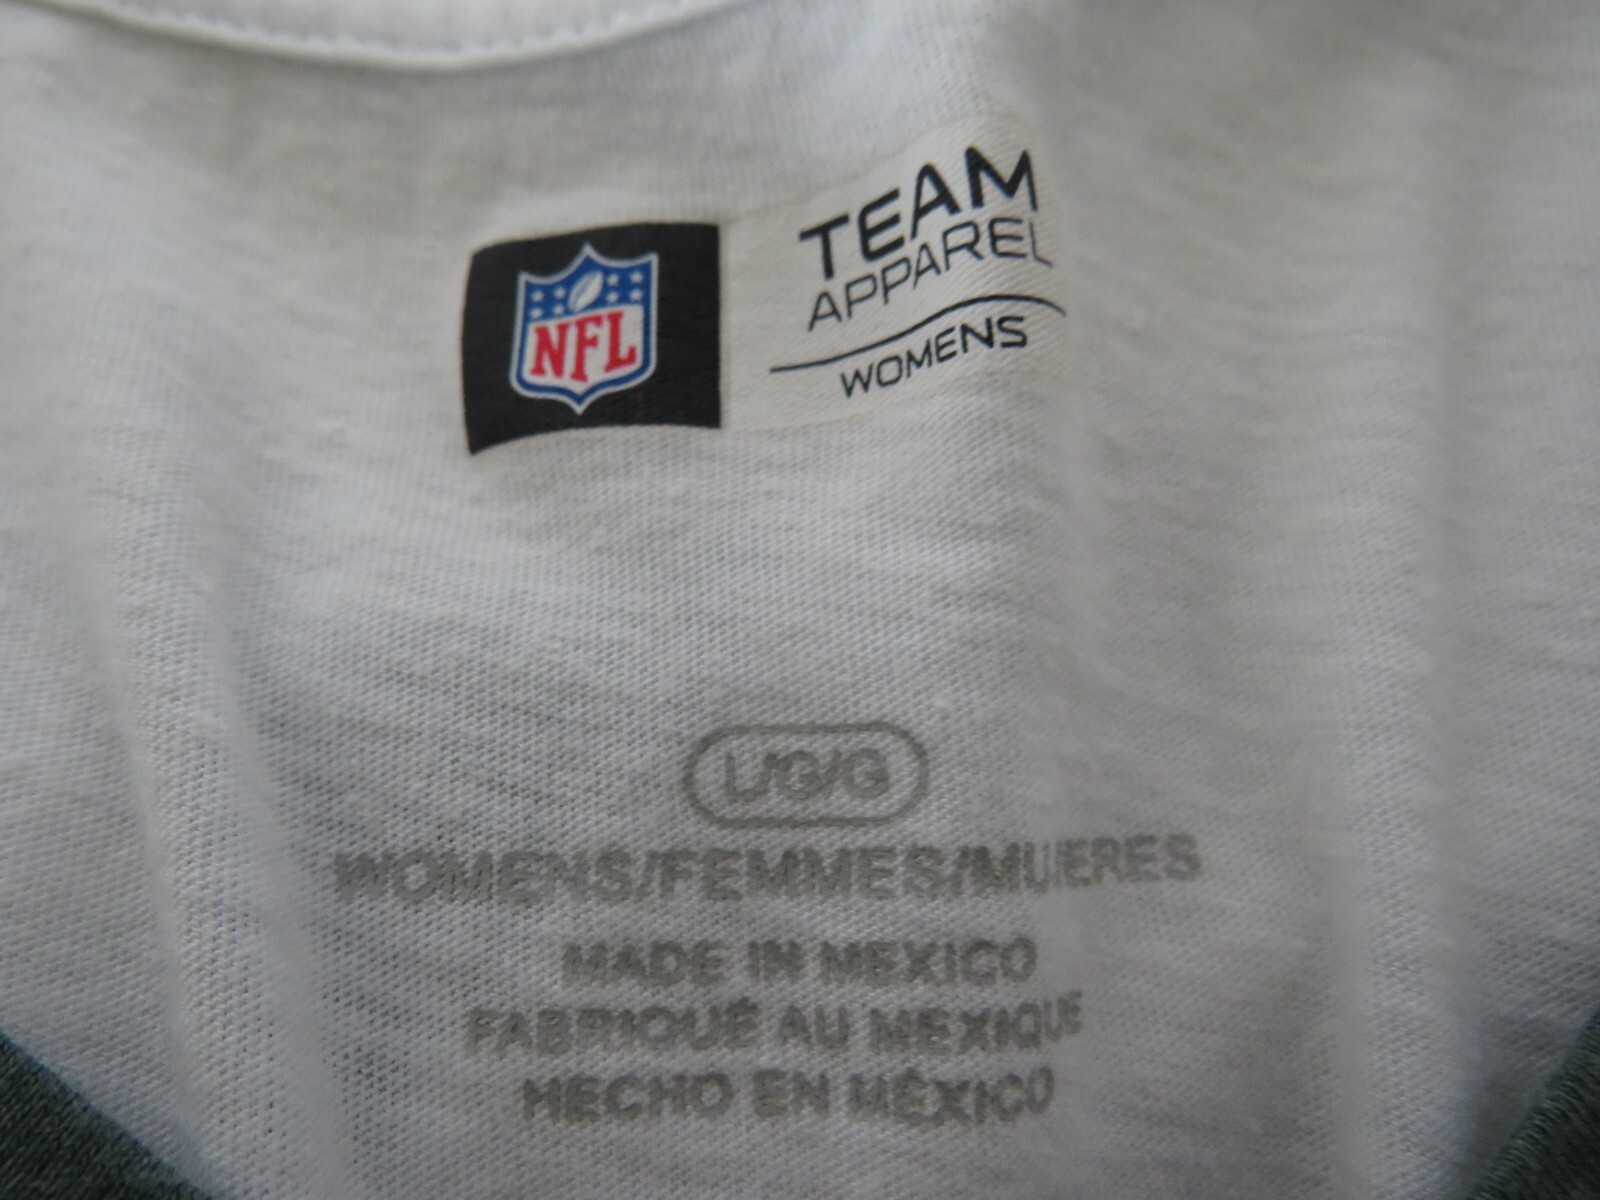 NFL
TEAM
APPAREL
WOMENS
L/G/G
WOMENS/FEMMES/MUJERES
MADE IN MEXICO
FABRIQUÉ AU MEXIQUE
HECHO EN MÉXICO